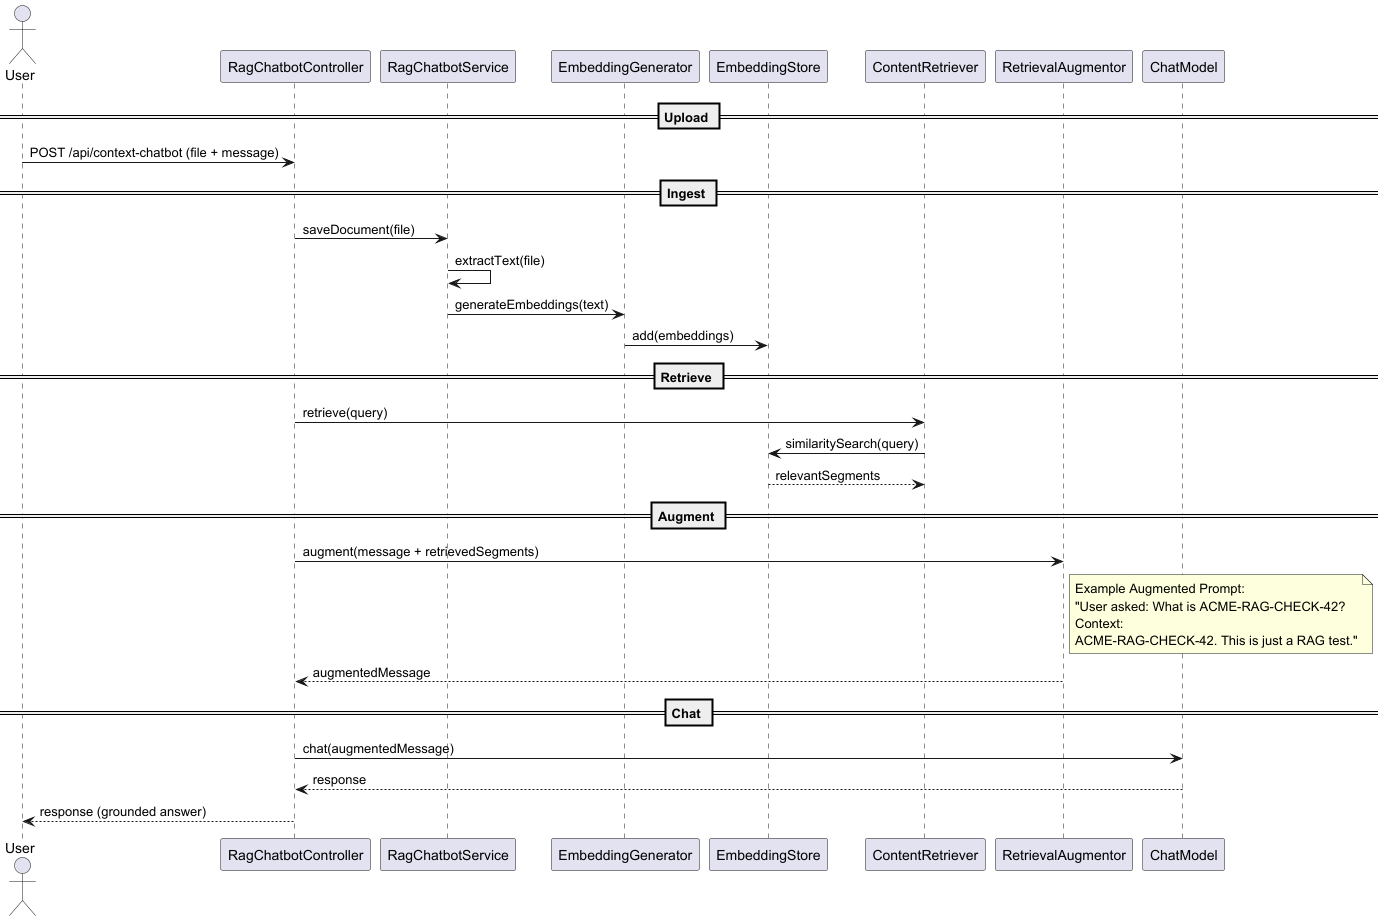 User
RagChatbotController
RagChatbotService
EmbeddingGenerator
EmbeddingStore
ContentRetriever
RetrievalAugmentor
ChatModel
Upload
POST /api/context-chatbot (file + message)
Ingest
saveDocument(file)
extractText(file)
generateEmbeddings(text)
add(embeddings)
Retrieve
retrieve(query)
similaritySearch(query)
relevantSegments
Augment
augment(message + retrievedSegments)
Example Augmented Prompt:
"User asked: What is ACME-RAG-CHECK-42?
Context:
ACME-RAG-CHECK-42. This is just a RAG test."
augmentedMessage
Chat
chat(augmentedMessage)
response
response (grounded answer)
User
RagChatbotController
RagChatbotService
EmbeddingGenerator
EmbeddingStore
ContentRetriever
RetrievalAugmentor
ChatModel